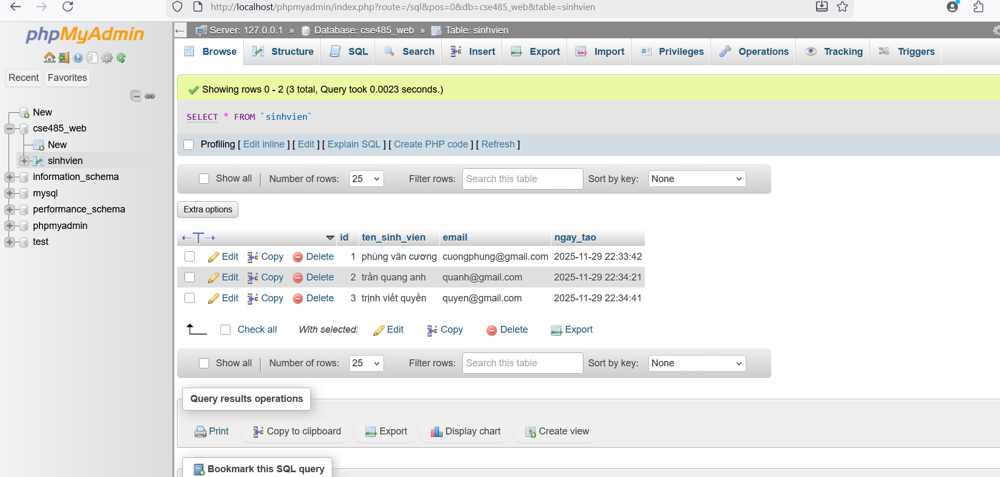 http://localhost/phpmyadmin/index.php?route=/sql&pos=0&db=cse485_web&table=sinhvien
phpMyAdmin
Recent Favorites
New
cse485_web
New
sinhvien
information_schema
mysql
performance_schema
phpmyadmin
test
Server: 127.0.0.1 » Database: cse485_web » Table: sinhvien
Browse Structure SQL Search Insert Export Import Privileges Operations Tracking Triggers
Showing rows 0 - 2 (3 total, Query took 0.0023 seconds.)
SELECT * FROM `sinhvien`
Profiling [ Edit inline ] [ Edit ] [ Explain SQL ] [ Create PHP code ] [ Refresh ]
Show all Number of rows: 25 Filter rows: Search this table Sort by key: None
Extra options
id ten_sinh_vien email ngay_tao
Edit Copy Delete 1 phùng văn cương cuongphung@gmail.com 2025-11-29 22:33:42
Edit Copy Delete 2 trần quang anh quanh@gmail.com 2025-11-29 22:34:21
Edit Copy Delete 3 trịnh viết quyền quyen@gmail.com 2025-11-29 22:34:41
Check all With selected: Edit Copy Delete Export
Show all Number of rows: 25 Filter rows: Search this table Sort by key: None
Query results operations
Print Copy to clipboard Export Display chart Create view
Bookmark this SQL query